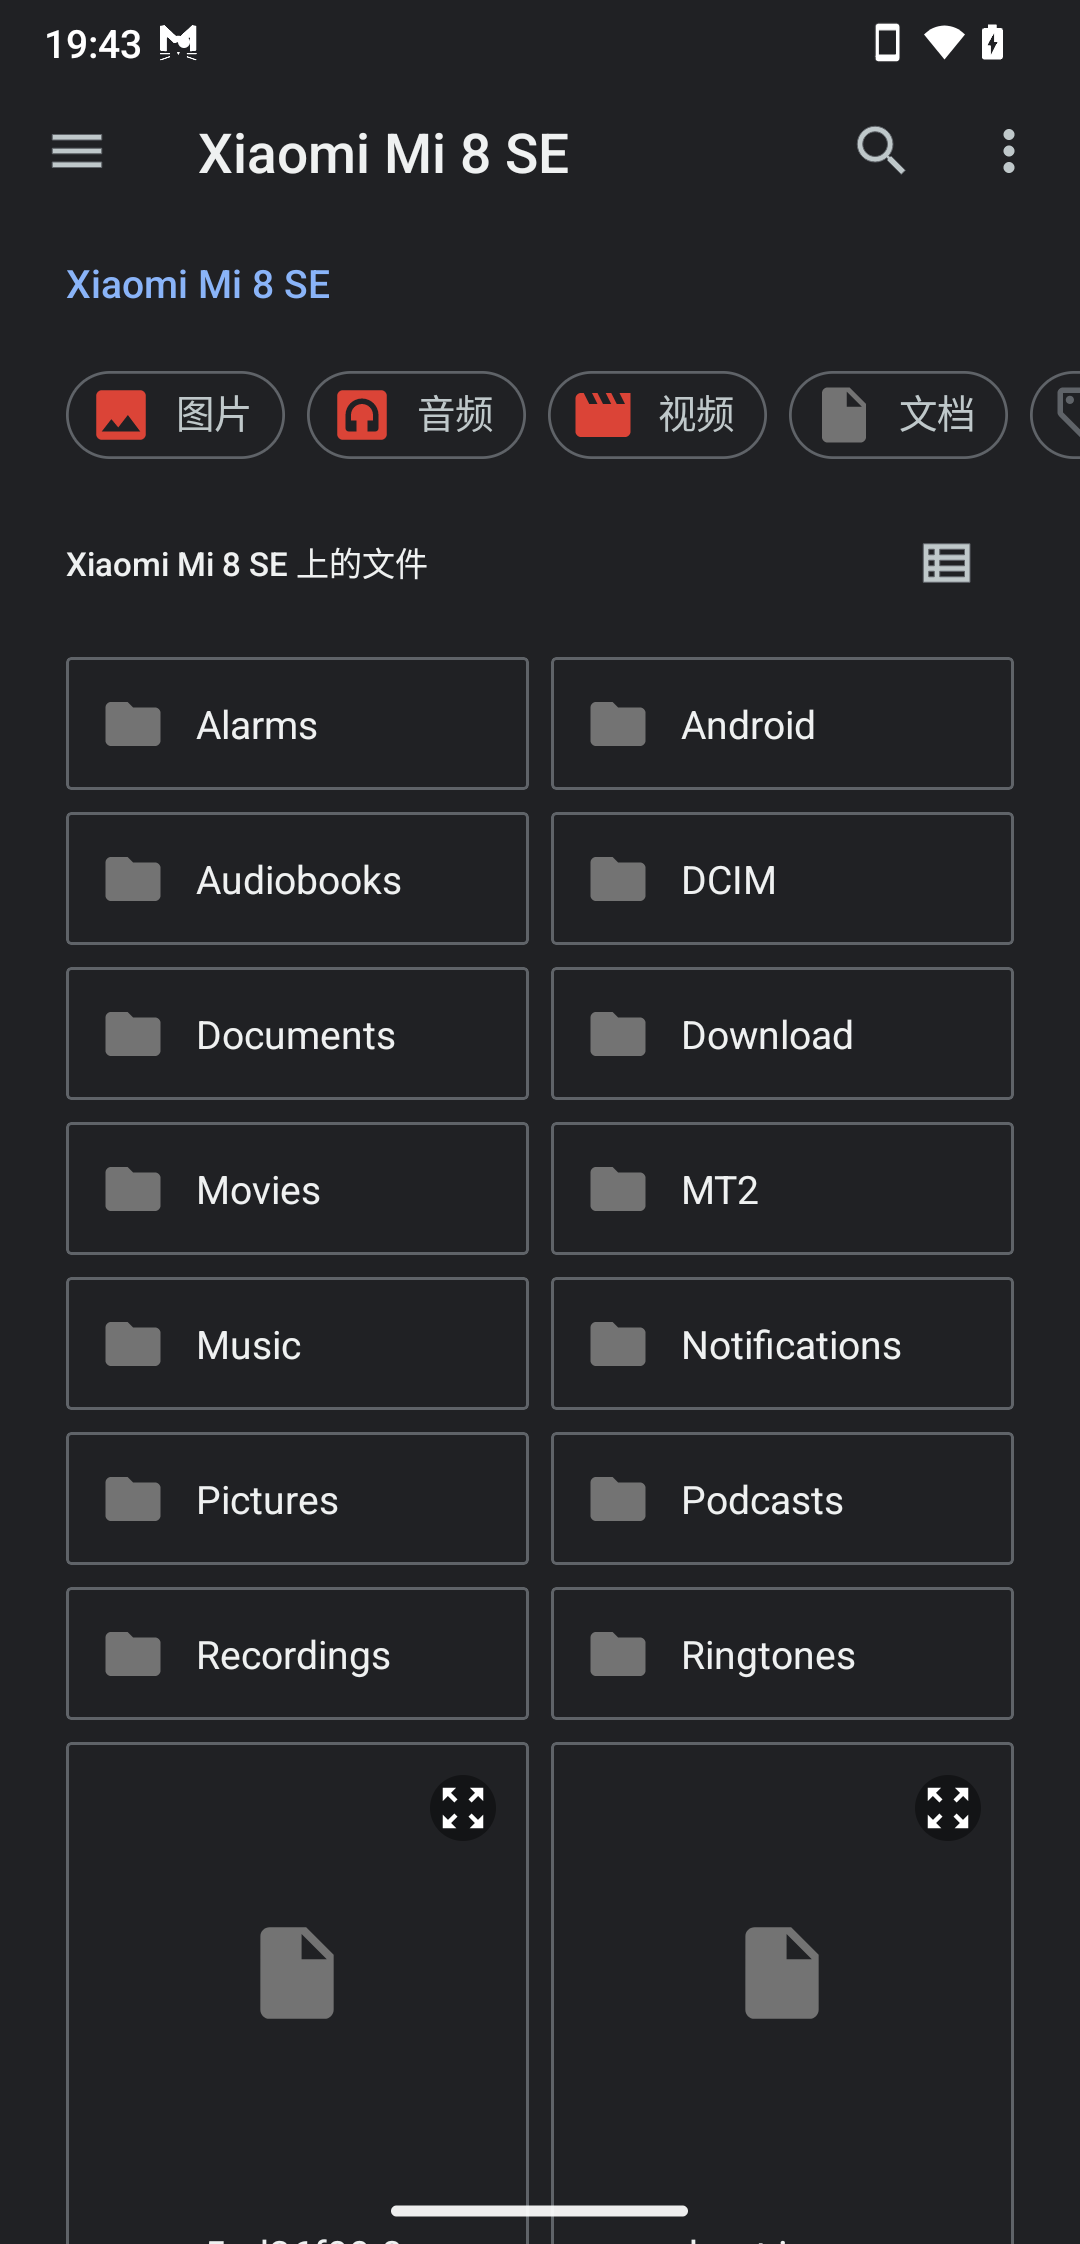 19:43
Xiaomi Mi 8 SE
Xiaomi Mi 8 SE
图片 音频 视频 文档
Xiaomi Mi 8 SE 上的文件
Alarms Android
Audiobooks DCIM
Documents Download
Movies MT2
Music Notifications
Pictures Podcasts
Recordings Ringtones